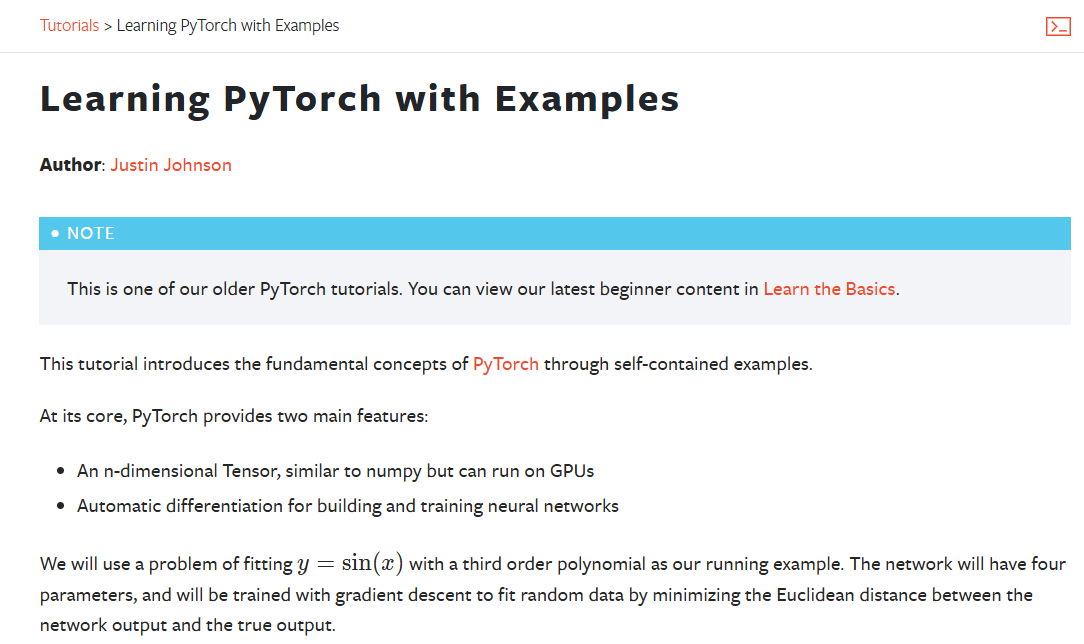 Tutorials > Learning PyTorch with Examples
Learning PyTorch with Examples
Author: Justin Johnson
NOTE
This is one of our older PyTorch tutorials. You can view our latest beginner content in Learn the Basics.
This tutorial introduces the fundamental concepts of PyTorch through self-contained examples.
At its core, PyTorch provides two main features:
• An n-dimensional Tensor, similar to numpy but can run on GPUs
• Automatic differentiation for building and training neural networks
We will use a problem of fitting y = sin(x) with a third order polynomial as our running example. The network will have four
parameters, and will be trained with gradient descent to fit random data by minimizing the Euclidean distance between the
network output and the true output.